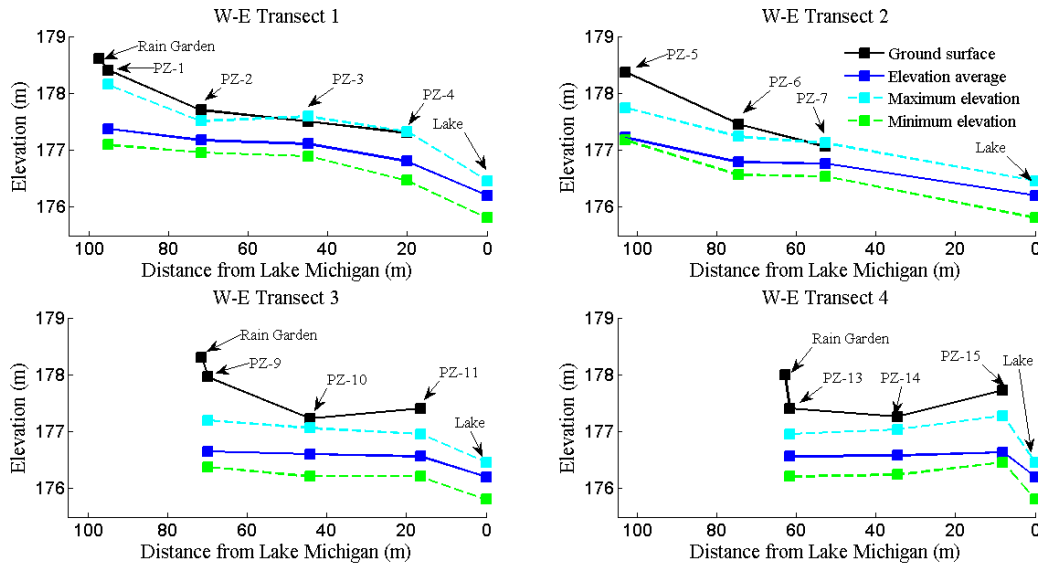 W-E Transect 1
179
178
177
176
Elevation (m)
Rain Garden
PZ-1
PZ-2
PZ-3
PZ-4
Lake
100 80 60 40 20 0
Distance from Lake Michigan (m)
W-E Transect 2
179
178
177
176
Elevation (m)
PZ-5
PZ-6
PZ-7
Lake
Ground surface
Elevation average
Maximum elevation
Minimum elevation
100 80 60 40 20 0
Distance from Lake Michigan (m)
W-E Transect 3
179
178
177
176
Elevation (m)
Rain Garden
PZ-9
PZ-10
PZ-11
Lake
100 80 60 40 20 0
Distance from Lake Michigan (m)
W-E Transect 4
179
178
177
176
Elevation (m)
Rain Garden
PZ-13
PZ-14
PZ-15
Lake
100 80 60 40 20 0
Distance from Lake Michigan (m)